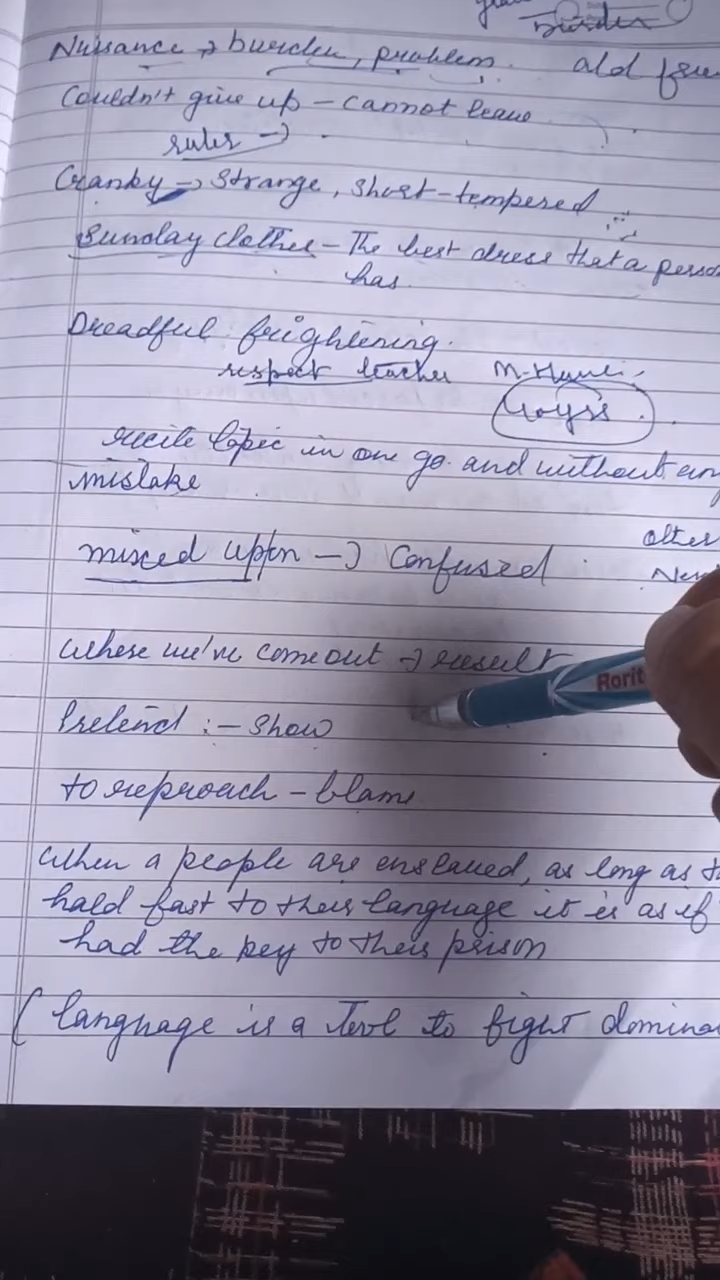 Burden
Nuisance → burden, problem. old
Couldn't give up - cannot leave
rules →
Cranky → strange, short-tempered
Sunday clothes - The best dress that a
has
Dreadful frightening.
respect teacher M. Hamel
recite topic in one go. and without any
mistake
mixed up → Confused
where we've come out → result
Rorit
Pretend :- show
to reproach - blame
When a people are enslaved, as long as
hold fast to their language it is as if
had the key to their prison
( language is a tool to fight